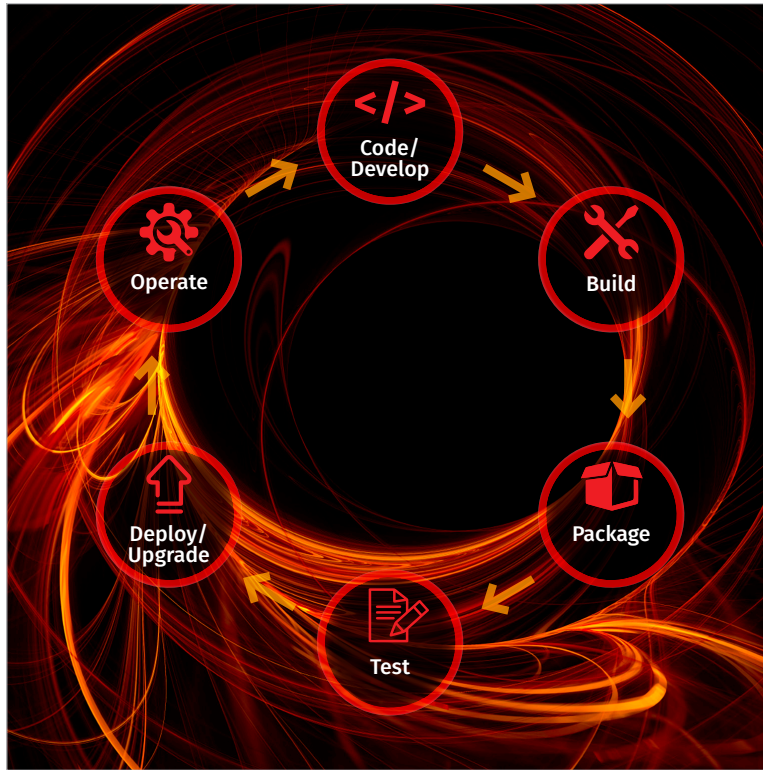 </>
Code/
Develop
Build
Package
Test
Deploy/
Upgrade
Operate